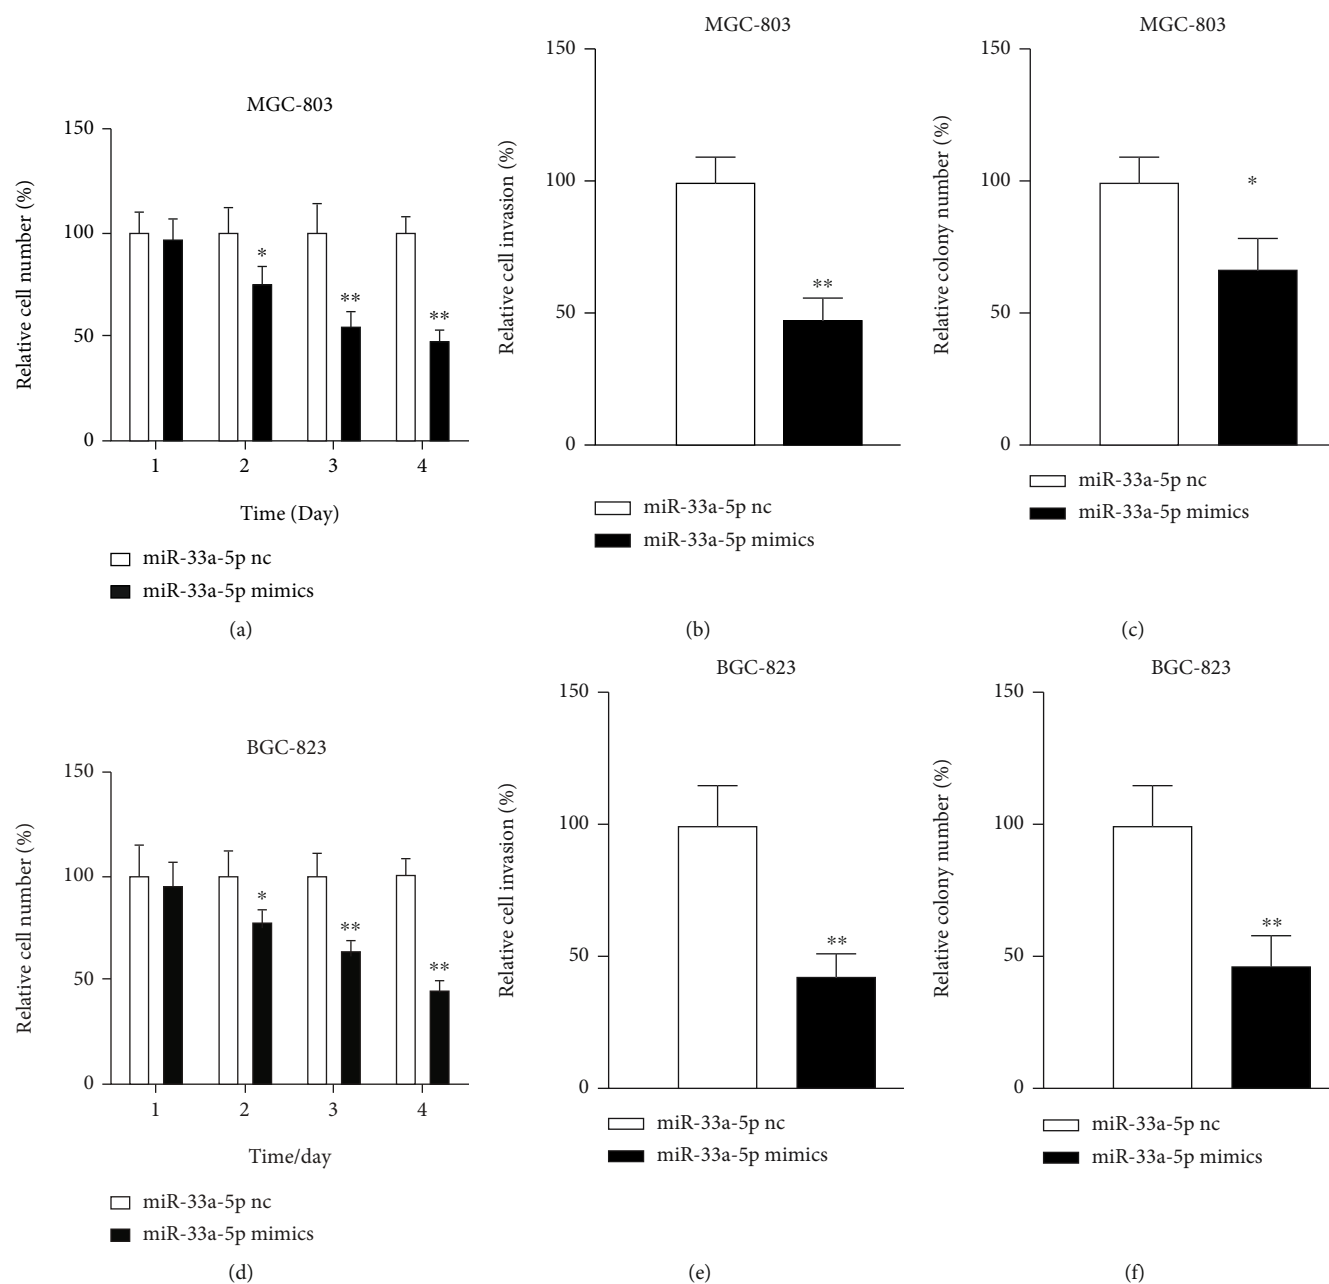 MGC-803
150
100
50
0
Relative cell number (%)
*
**
**
1 2 3 4
Time (Day)
miR-33a-5p nc
miR-33a-5p mimics
(a)
MGC-803
150
100
50
0
Relative cell invasion (%)
**
miR-33a-5p nc
miR-33a-5p mimics
(b)
MGC-803
150
100
50
0
Relative colony number (%)
*
miR-33a-5p nc
miR-33a-5p mimics
(c)
BGC-823
150
100
50
0
Relative cell number (%)
*
**
**
1 2 3 4
Time/day
miR-33a-5p nc
miR-33a-5p mimics
(d)
BGC-823
150
100
50
0
Relative cell invasion (%)
**
miR-33a-5p nc
miR-33a-5p mimics
(e)
BGC-823
150
100
50
0
Relative colony number (%)
**
miR-33a-5p nc
miR-33a-5p mimics
(f)